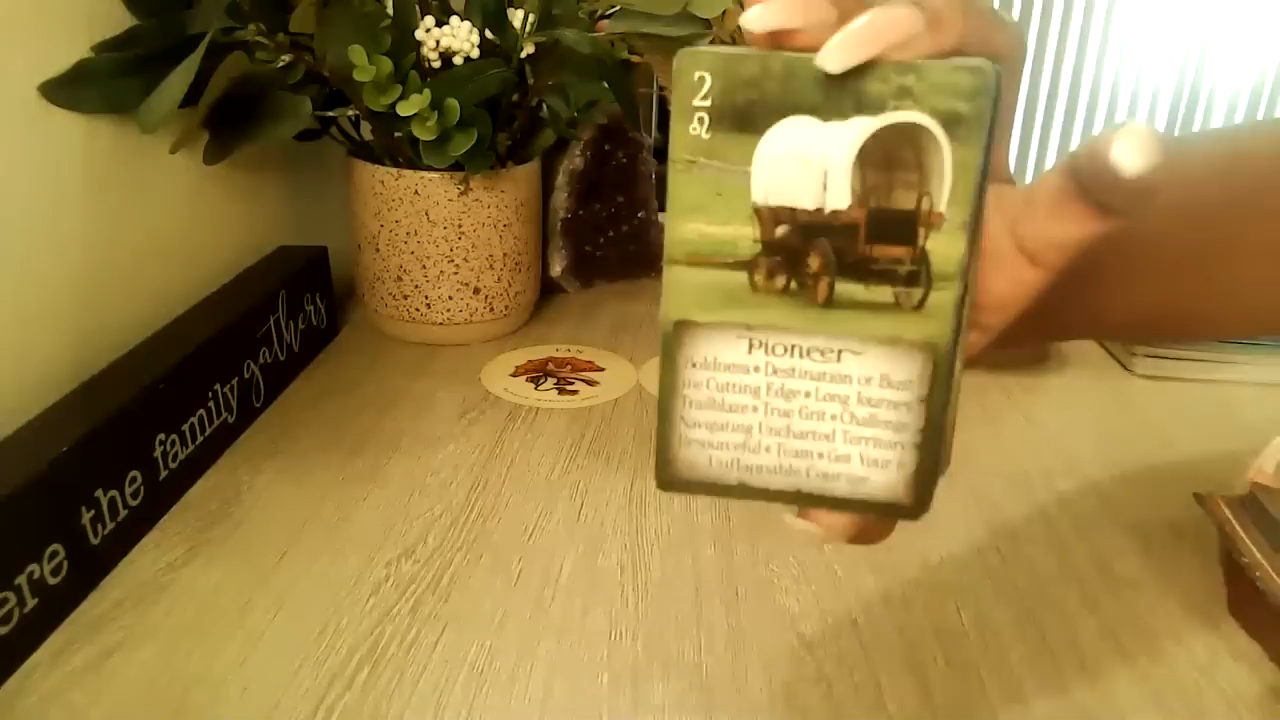 ere the family gathers
FAN
2
♌
Pioneer
Boldness • Destination or Bust
the Cutting Edge • Long Journey
Trailblaze • True Grit • Challenge
Navigating Uncharted Territory
Resourceful • Team • Get Your
Unflappable Courage